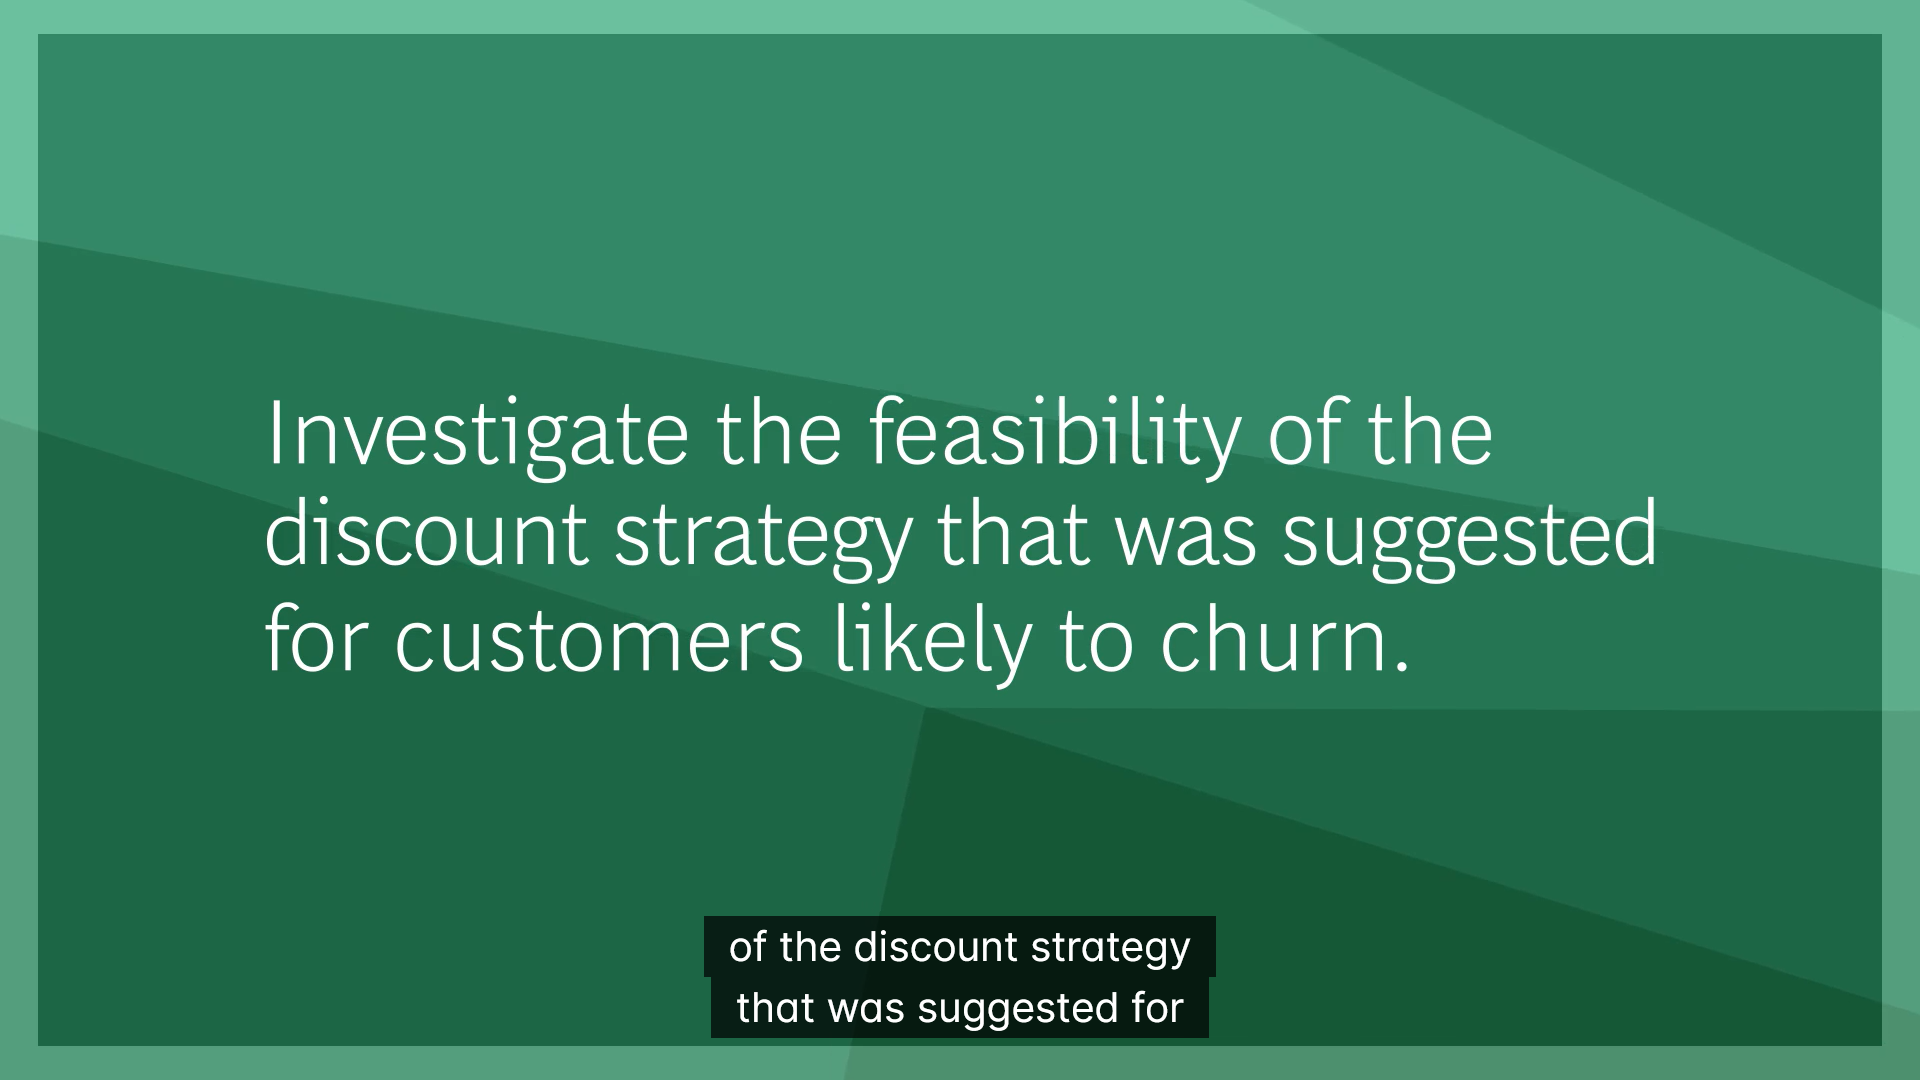 Investigate the feasibility of the
discount strategy that was suggested
for customers likely to churn.
of the discount strategy
that was suggested for